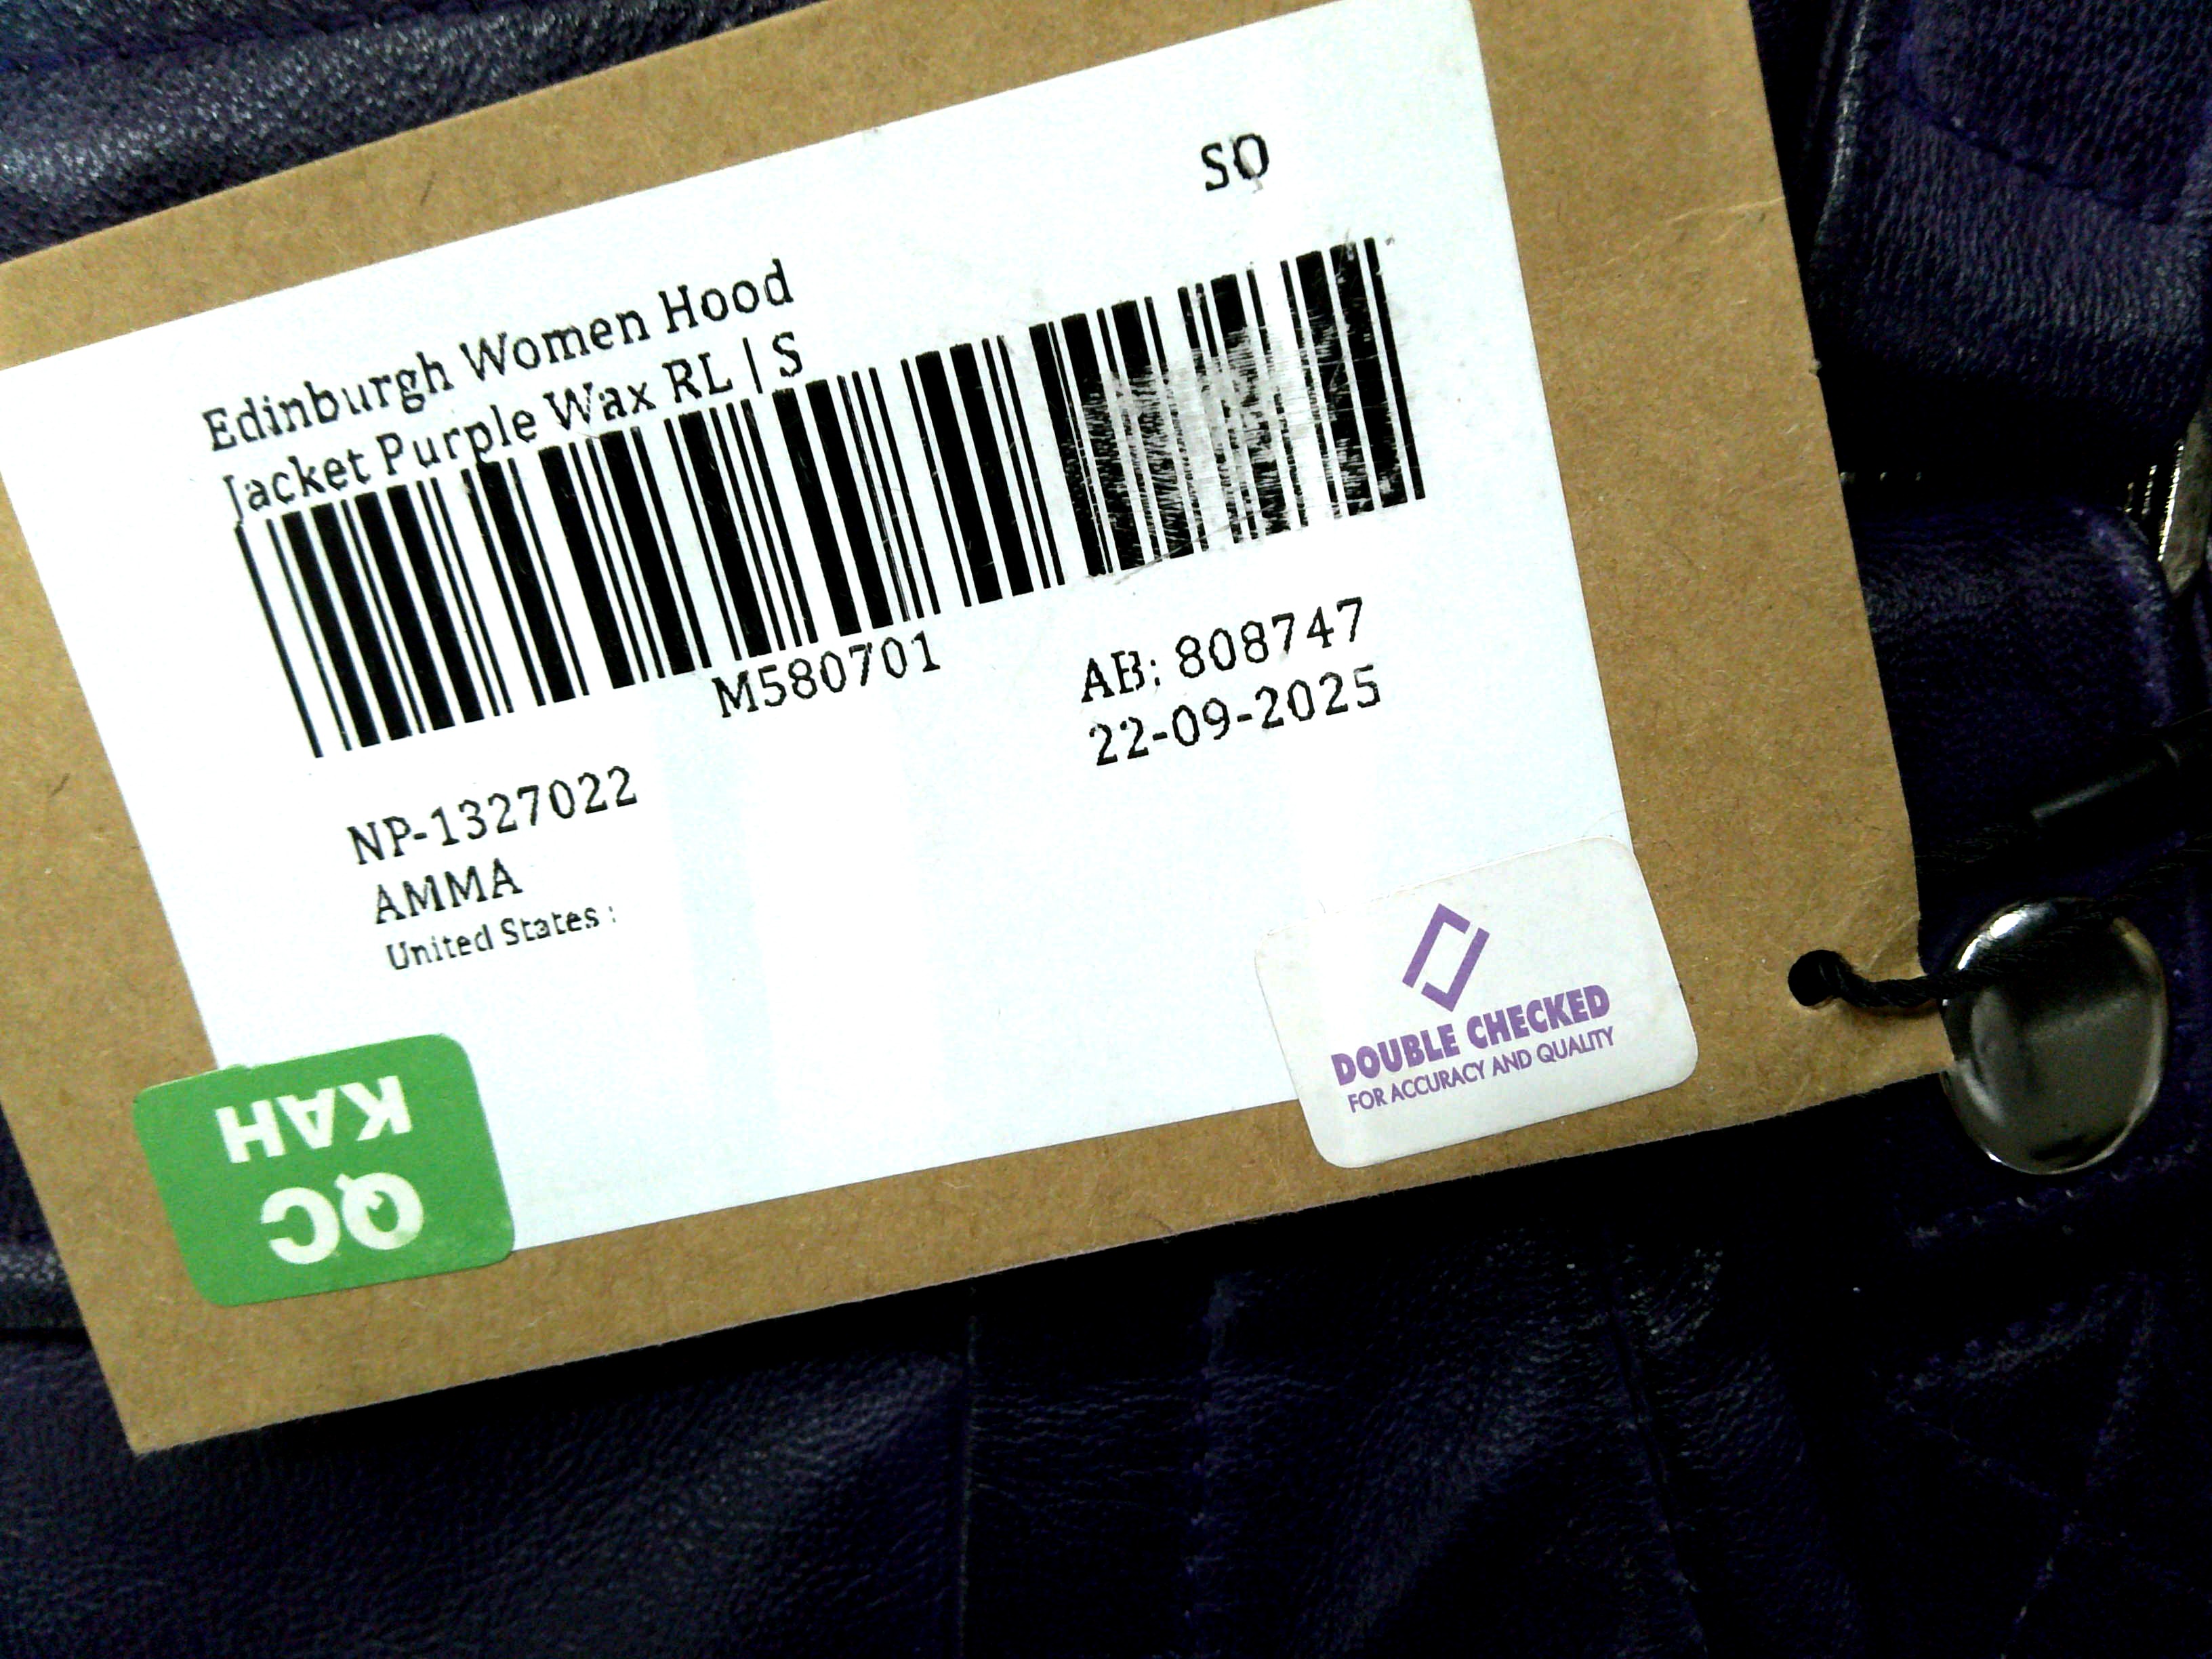 SO
Edinburgh Women Hood
Jacket Purple Wax RL | S
M580701
AB: 808747
22-09-2025
NP-1327022
AMMA
United States :
DOUBLE CHECKED
FOR ACCURACY AND QUALITY
QC
KAH